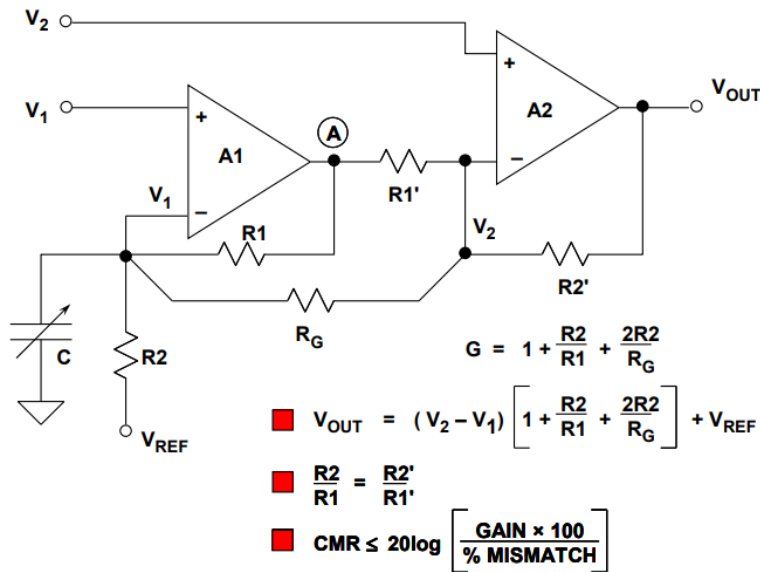 V2
V1
+
A1
−
V1
A
R1
R1'
+
A2
−
VOUT
V2
R2'
RG
C
R2
VREF
G = 1 + R2/R1 + 2R2/RG
VOUT = (V2 – V1) [1 + R2/R1 + 2R2/RG] + VREF
R2/R1 = R2'/R1'
CMR ≤ 20log [GAIN × 100 / % MISMATCH]